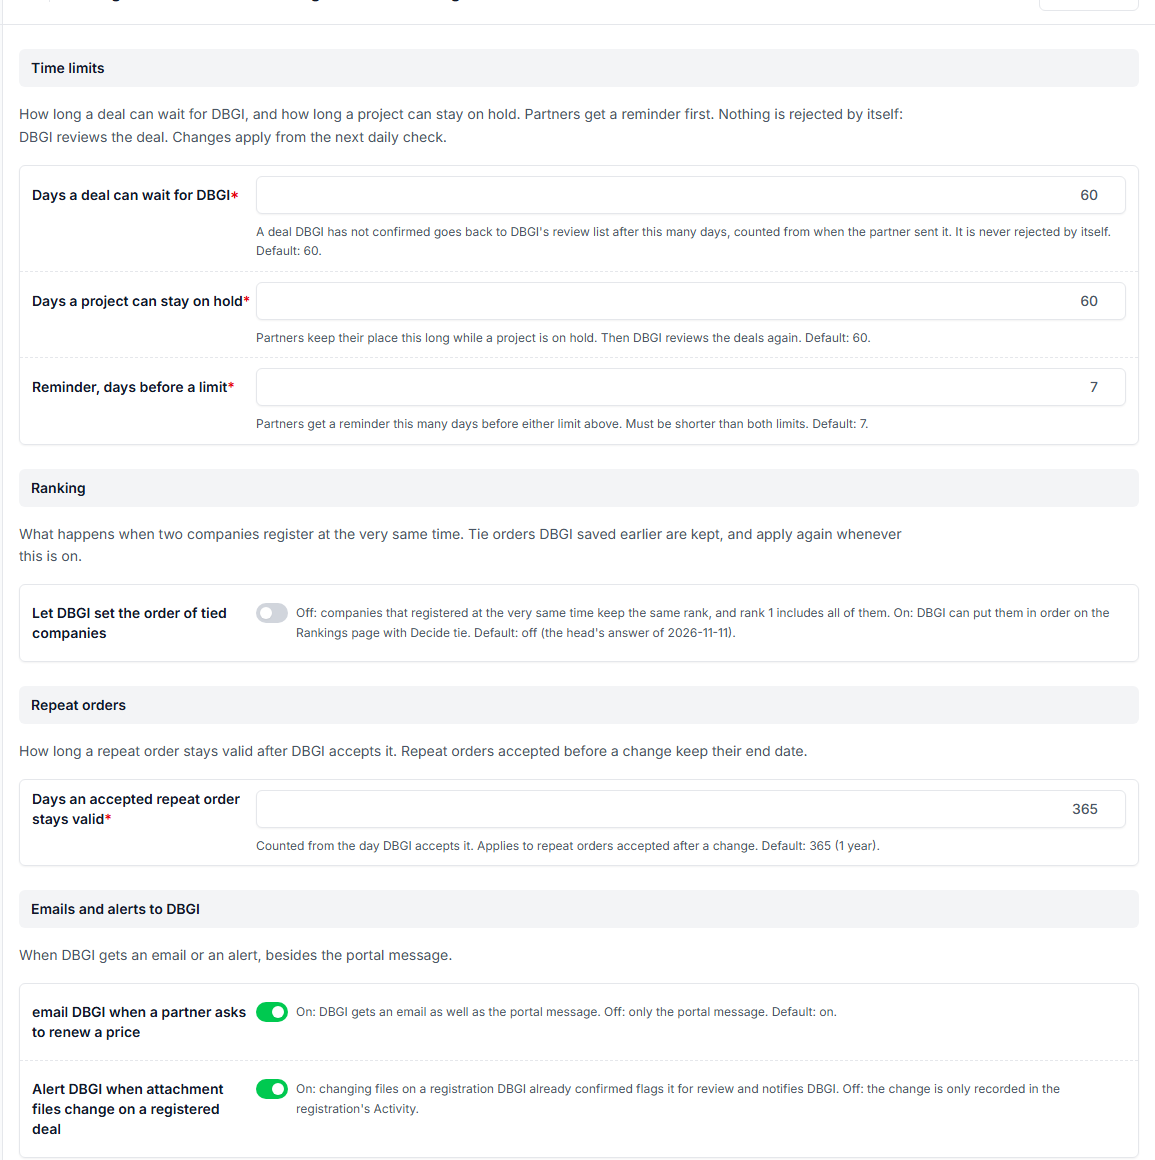 Time limits
How long a deal can wait for DBGI, and how long a project can stay on hold. Partners get a reminder first. Nothing is rejected by itself:
DBGI reviews the deal. Changes apply from the next daily check.
Days a deal can wait for DBGI*
60
A deal DBGI has not confirmed goes back to DBGI's review list after this many days, counted from when the partner sent it. It is never rejected by itself.
Default: 60.
Days a project can stay on hold*
60
Partners keep their place this long while a project is on hold. Then DBGI reviews the deals again. Default: 60.
Reminder, days before a limit*
7
Partners get a reminder this many days before either limit above. Must be shorter than both limits. Default: 7.
Ranking
What happens when two companies register at the very same time. Tie orders DBGI saved earlier are kept, and apply again whenever
this is on.
Let DBGI set the order of tied
companies
Off: companies that registered at the very same time keep the same rank, and rank 1 includes all of them. On: DBGI can put them in order on the
Rankings page with Decide tie. Default: off (the head's answer of 2026-11-11).
Repeat orders
How long a repeat order stays valid after DBGI accepts it. Repeat orders accepted before a change keep their end date.
Days an accepted repeat order
stays valid*
365
Counted from the day DBGI accepts it. Applies to repeat orders accepted after a change. Default: 365 (1 year).
Emails and alerts to DBGI
When DBGI gets an email or an alert, besides the portal message.
email DBGI when a partner asks
to renew a price
On: DBGI gets an email as well as the portal message. Off: only the portal message. Default: on.
Alert DBGI when attachment
files change on a registered
deal
On: changing files on a registration DBGI already confirmed flags it for review and notifies DBGI. Off: the change is only recorded in the
registration's Activity.